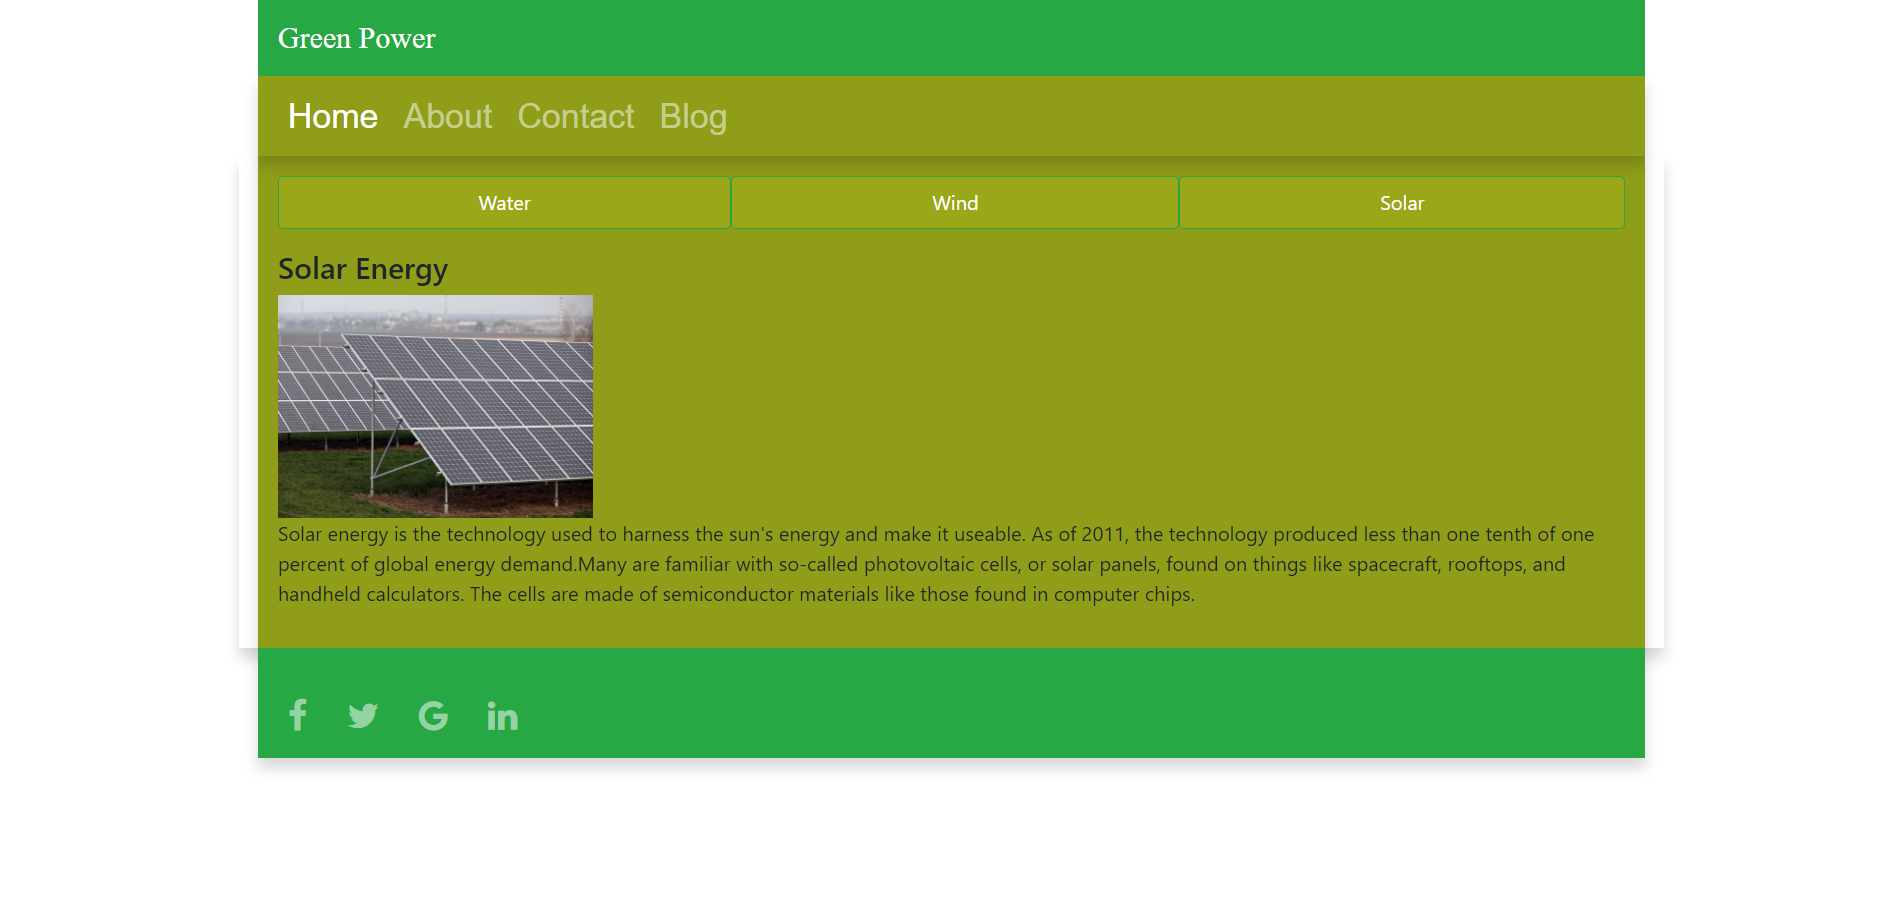 Green Power
Home About Contact Blog
Water Wind Solar
Solar Energy
Solar energy is the technology used to harness the sun's energy and make it useable. As of 2011, the technology produced less than one tenth of one
percent of global energy demand.Many are familiar with so-called photovoltaic cells, or solar panels, found on things like spacecraft, rooftops, and
handheld calculators. The cells are made of semiconductor materials like those found in computer chips.